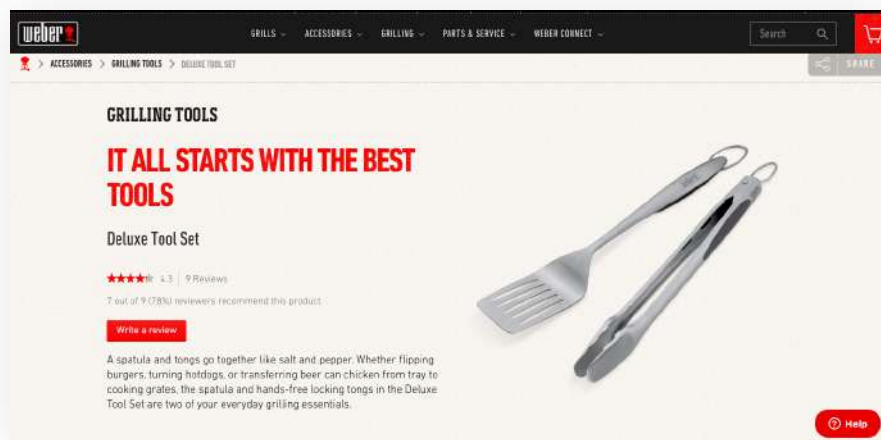 weber
GRILLS
ACCESSORIES
GRILLING
PARTS & SERVICE
WEBER CONNECT
Search
> ACCESSORIES > GRILLING TOOLS > DELUXE TOOL SET
SHARE
GRILLING TOOLS
IT ALL STARTS WITH THE BEST
TOOLS
Deluxe Tool Set
4.3 | 9 Reviews
7 out of 9 (78%) reviewers recommend this product
Write a review
A spatula and tongs go together like salt and pepper. Whether flipping
burgers, turning hotdogs, or transferring beer can chicken from tray to
cooking grates, the spatula and hands-free locking tongs in the Deluxe
Tool Set are two of your everyday grilling essentials.
Help